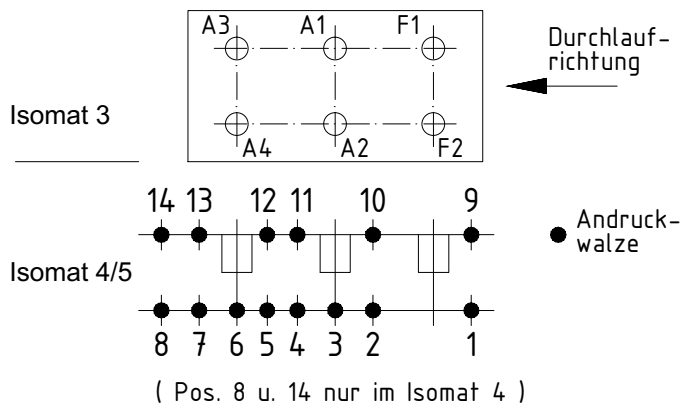 A3 A1 F1
Durchlauf-
richtung
Isomat 3
A4 A2 F2
14 13 12 11 10 9
Andruck-
walze
Isomat 4/5
8 7 6 5 4 3 2 1
( Pos. 8 u. 14 nur im Isomat 4 )